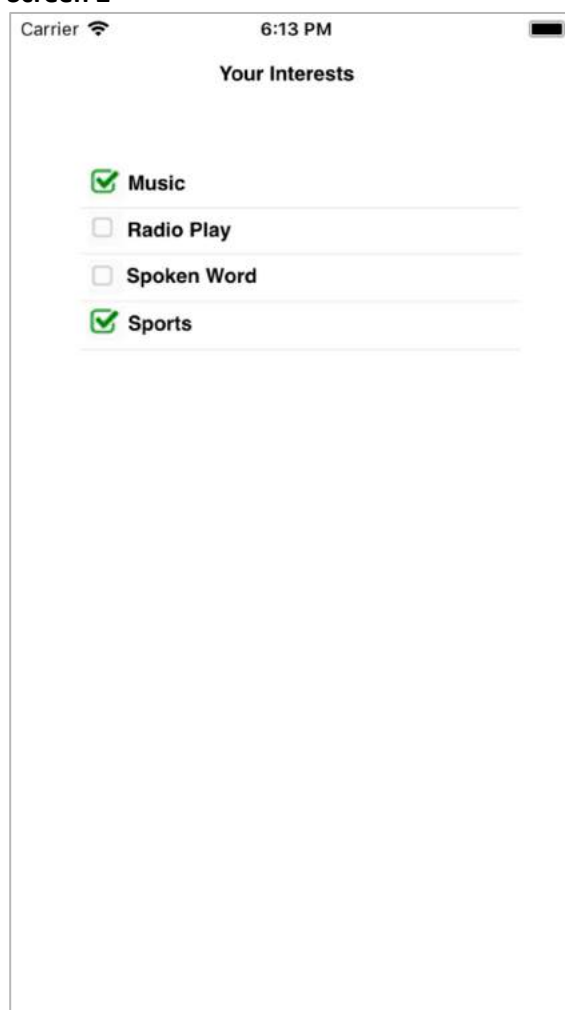 Carrier
6:13 PM
Your Interests
Music
Radio Play
Spoken Word
Sports